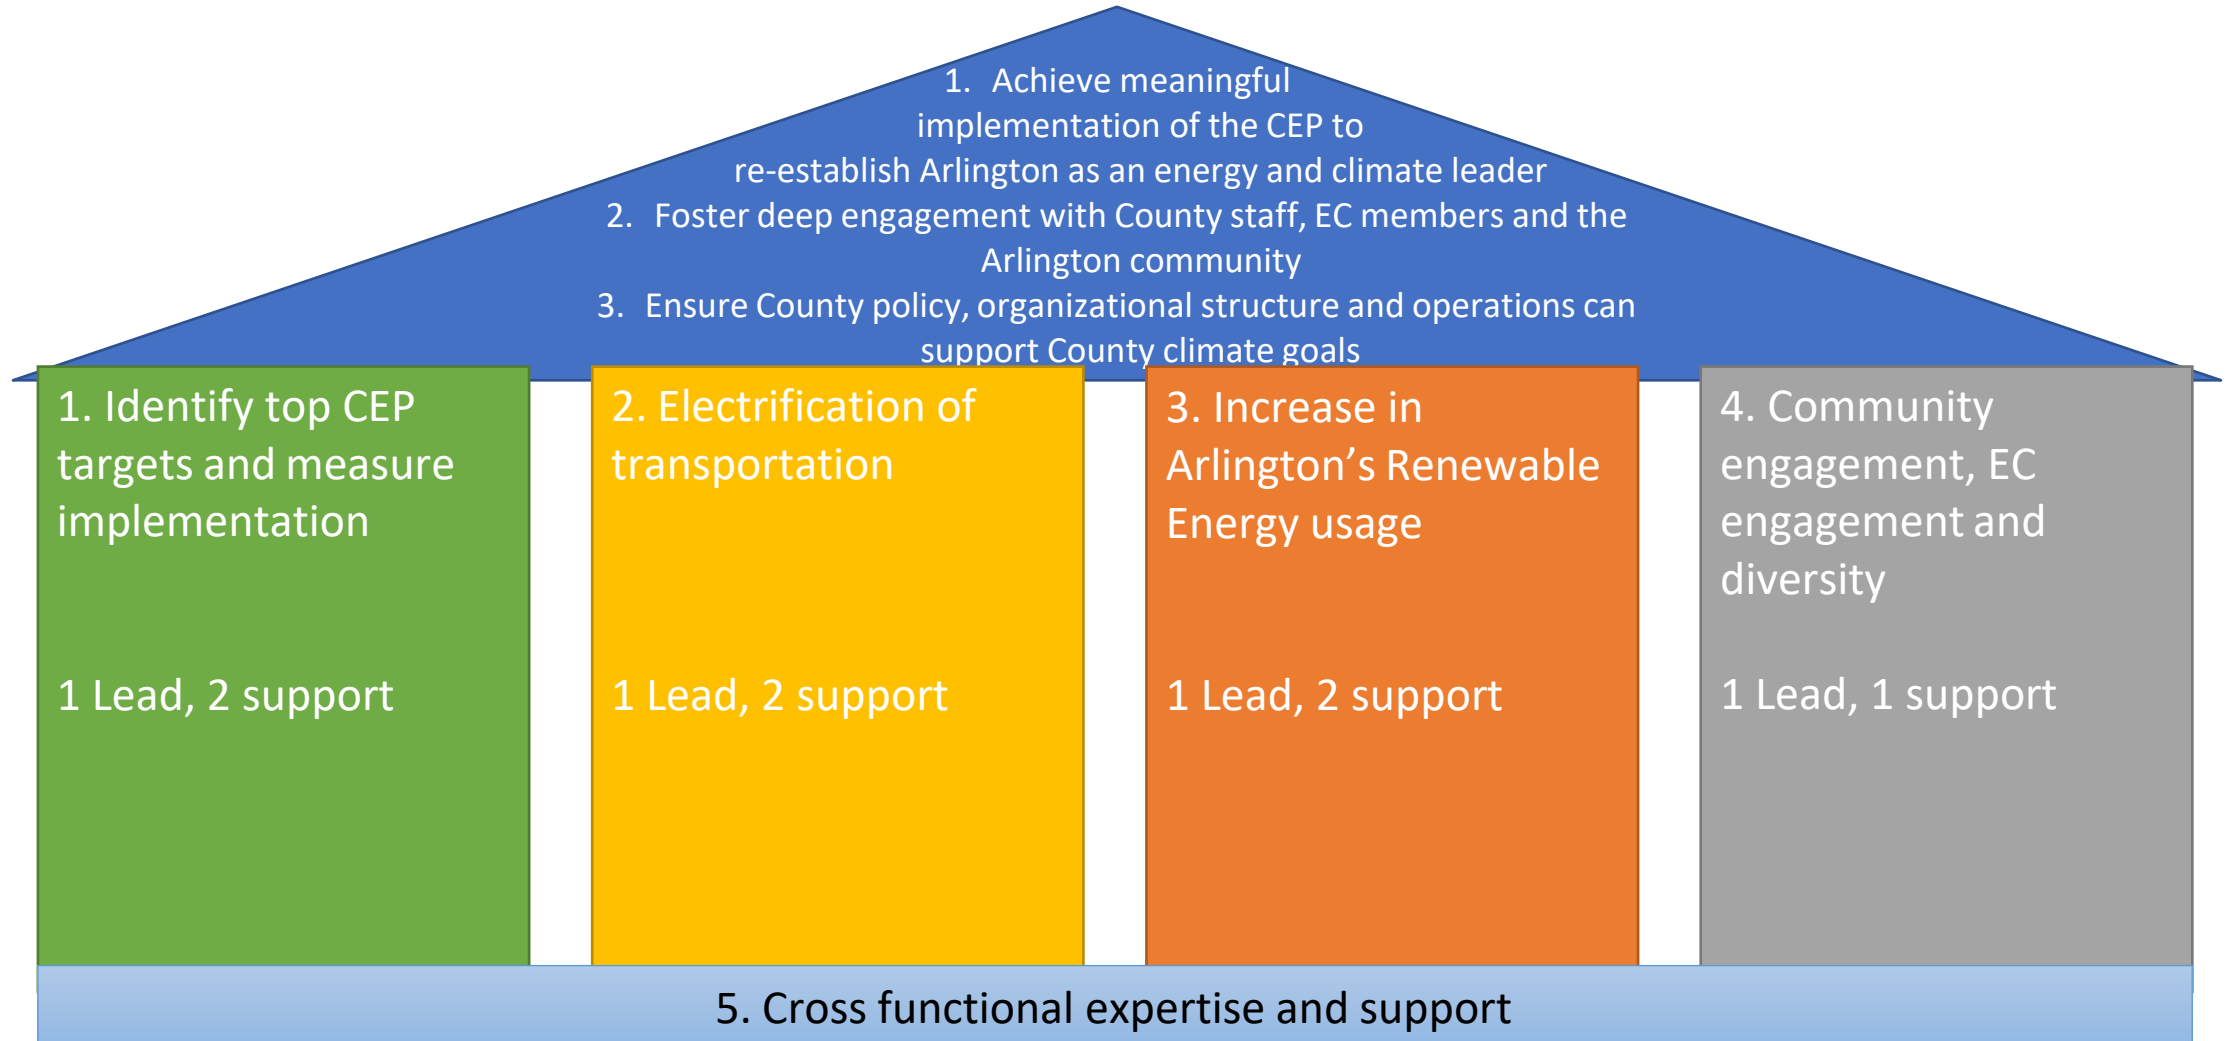 1. Achieve meaningful
implementation of the CEP to
re-establish Arlington as an energy and climate leader
2. Foster deep engagement with County staff, EC members and the
Arlington community
3. Ensure County policy, organizational structure and operations can
support County climate goals
1. Identify top CEP
targets and measure
implementation
1 Lead, 2 support
2. Electrification of
transportation
1 Lead, 2 support
3. Increase in
Arlington’s Renewable
Energy usage
1 Lead, 2 support
4. Community
engagement, EC
engagement and
diversity
1 Lead, 1 support
5. Cross functional expertise and support